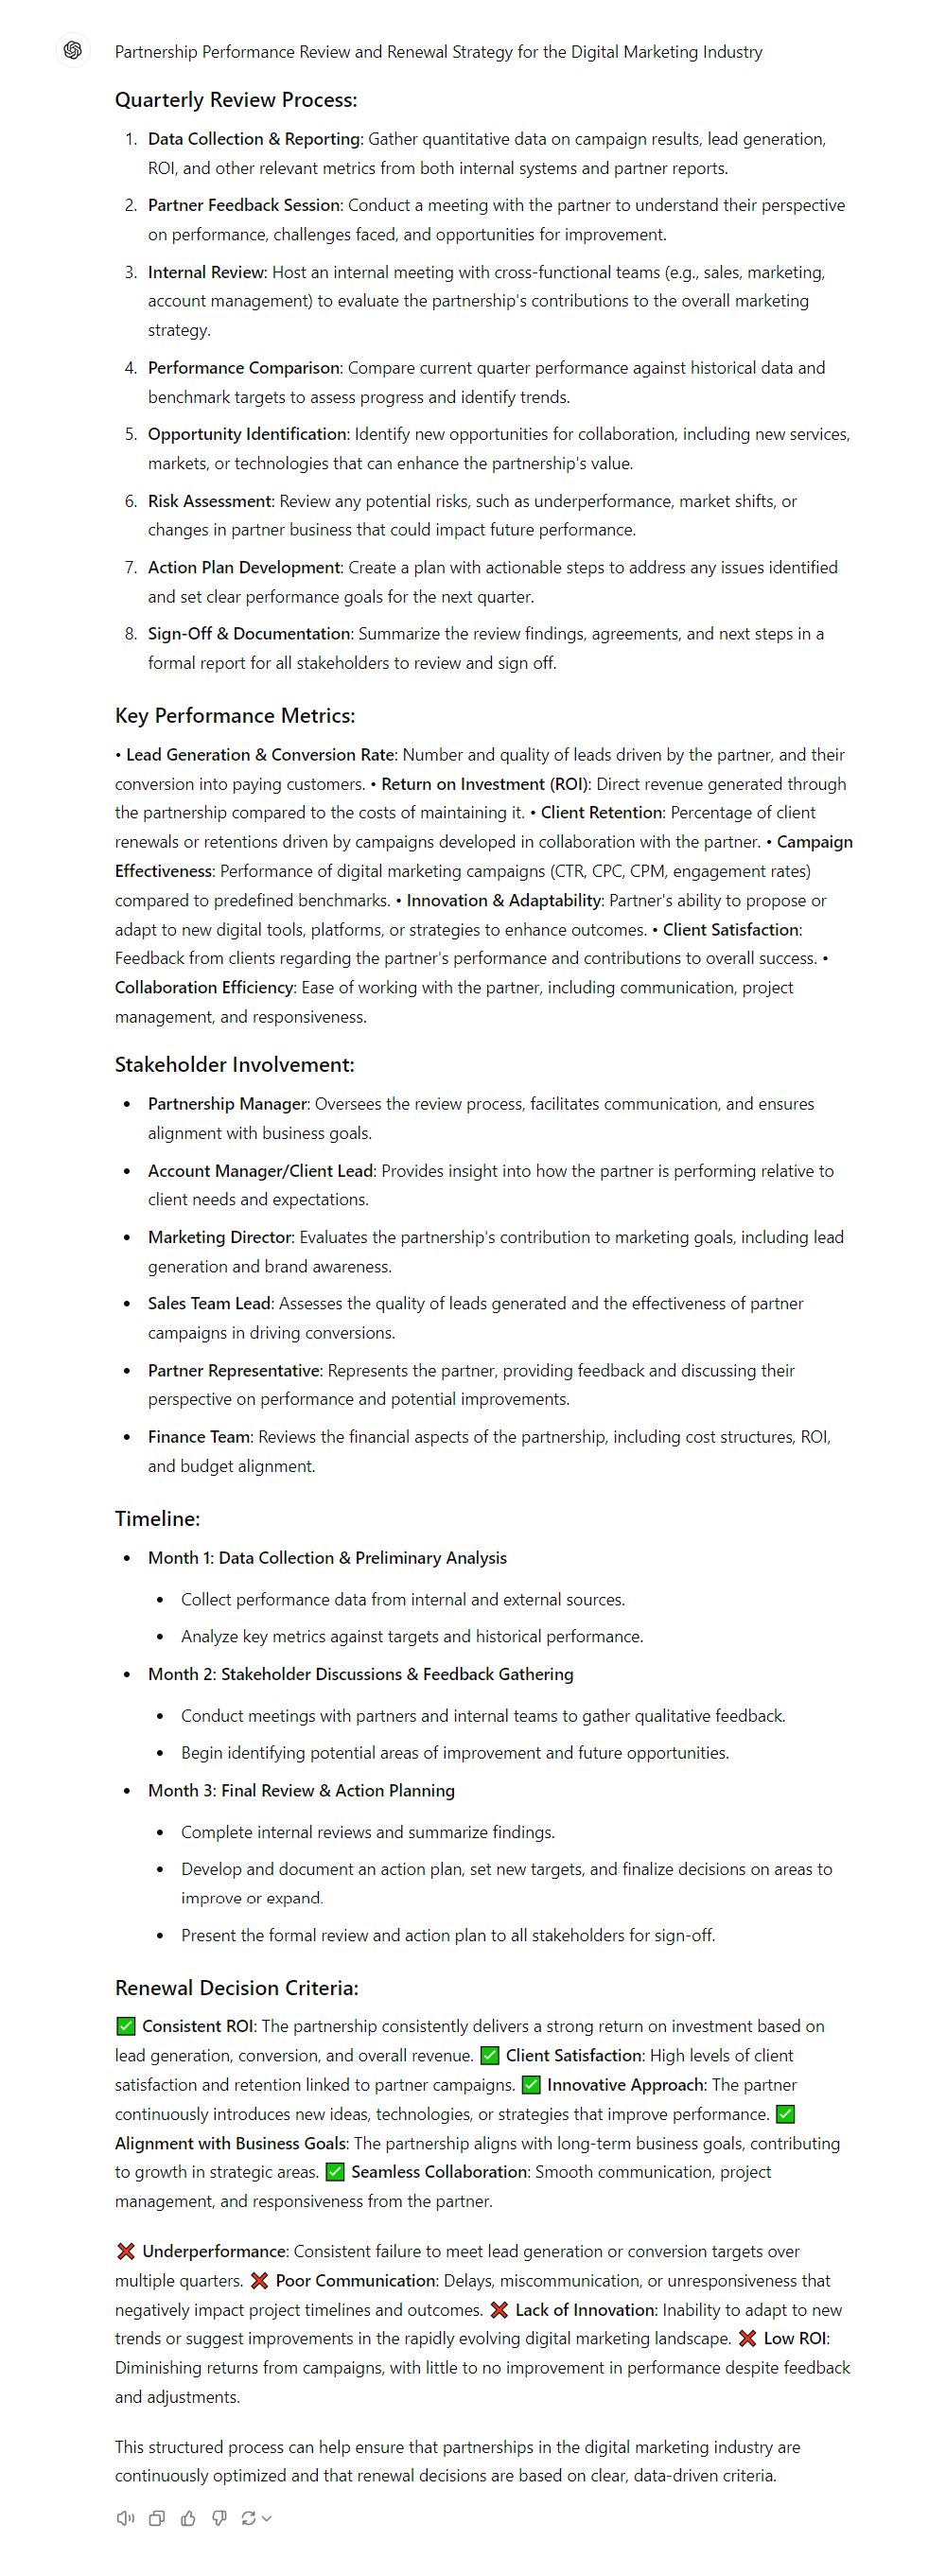 Partnership Performance Review and Renewal Strategy for the Digital Marketing Industry
Quarterly Review Process:
1. Data Collection & Reporting: Gather quantitative data on campaign results, lead generation,
ROI, and other relevant metrics from both internal systems and partner reports.
2. Partner Feedback Session: Conduct a meeting with the partner to understand their perspective
on performance, challenges faced, and opportunities for improvement.
3. Internal Review: Host an internal meeting with cross-functional teams (e.g., sales, marketing,
account management) to evaluate the partnership's contributions to the overall marketing
strategy.
4. Performance Comparison: Compare current quarter performance against historical data and
benchmark targets to assess progress and identify trends.
5. Opportunity Identification: Identify new opportunities for collaboration, including new services,
markets, or technologies that can enhance the partnership's value.
6. Risk Assessment: Review any potential risks, such as underperformance, market shifts, or
changes in partner business that could impact future performance.
7. Action Plan Development: Create a plan with actionable steps to address any issues identified
and set clear performance goals for the next quarter.
8. Sign-Off & Documentation: Summarize the review findings, agreements, and next steps in a
formal report for all stakeholders to review and sign off.
Key Performance Metrics:
• Lead Generation & Conversion Rate: Number and quality of leads driven by the partner, and their
conversion into paying customers. • Return on Investment (ROI): Direct revenue generated through
the partnership compared to the costs of maintaining it. • Client Retention: Percentage of client
renewals or retentions driven by campaigns developed in collaboration with the partner. • Campaign
Effectiveness: Performance of digital marketing campaigns (CTR, CPC, CPM, engagement rates)
compared to predefined benchmarks. • Innovation & Adaptability: Partner's ability to propose or
adapt to new digital tools, platforms, or strategies to enhance outcomes. • Client Satisfaction:
Feedback from clients regarding the partner's performance and contributions to overall success. •
Collaboration Efficiency: Ease of working with the partner, including communication, project
management, and responsiveness.
Stakeholder Involvement:
• Partnership Manager: Oversees the review process, facilitates communication, and ensures
alignment with business goals.
• Account Manager/Client Lead: Provides insight into how the partner is performing relative to
client needs and expectations.
• Marketing Director: Evaluates the partnership's contribution to marketing goals, including lead
generation and brand awareness.
• Sales Team Lead: Assesses the quality of leads generated and the effectiveness of partner
campaigns in driving conversions.
• Partner Representative: Represents the partner, providing feedback and discussing their
perspective on performance and potential improvements.
• Finance Team: Reviews the financial aspects of the partnership, including cost structures, ROI,
and budget alignment.
Timeline:
• Month 1: Data Collection & Preliminary Analysis
• Collect performance data from internal and external sources.
• Analyze key metrics against targets and historical performance.
• Month 2: Stakeholder Discussions & Feedback Gathering
• Conduct meetings with partners and internal teams to gather qualitative feedback.
• Begin identifying potential areas of improvement and future opportunities.
• Month 3: Final Review & Action Planning
• Complete internal reviews and summarize findings.
• Develop and document an action plan, set new targets, and finalize decisions on areas to
improve or expand.
• Present the formal review and action plan to all stakeholders for sign-off.
Renewal Decision Criteria:
✅ Consistent ROI: The partnership consistently delivers a strong return on investment based on
lead generation, conversion, and overall revenue. ✅ Client Satisfaction: High levels of client
satisfaction and retention linked to partner campaigns. ✅ Innovative Approach: The partner
continuously introduces new ideas, technologies, or strategies that improve performance. ✅
Alignment with Business Goals: The partnership aligns with long-term business goals, contributing
to growth in strategic areas. ✅ Seamless Collaboration: Smooth communication, project
management, and responsiveness from the partner.
❌ Underperformance: Consistent failure to meet lead generation or conversion targets over
multiple quarters. ❌ Poor Communication: Delays, miscommunication, or unresponsiveness that
negatively impact project timelines and outcomes. ❌ Lack of Innovation: Inability to adapt to new
trends or suggest improvements in the rapidly evolving digital marketing landscape. ❌ Low ROI:
Diminishing returns from campaigns, with little to no improvement in performance despite feedback
and adjustments.
This structured process can help ensure that partnerships in the digital marketing industry are
continuously optimized and that renewal decisions are based on clear, data-driven criteria.